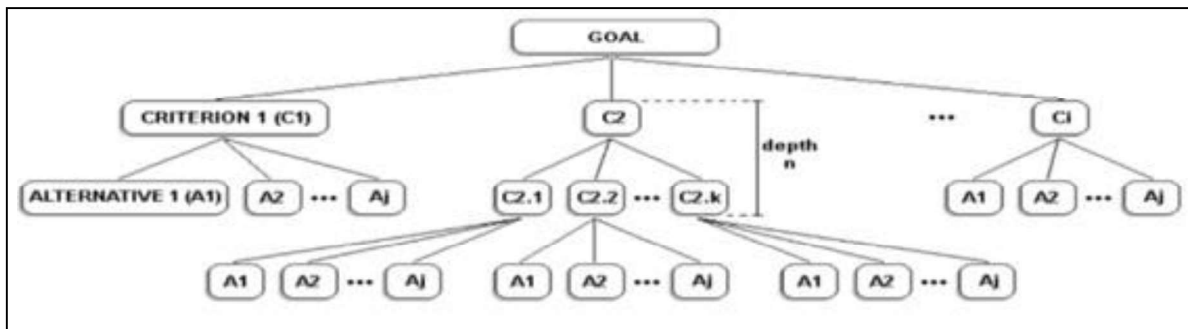 GOAL
CRITERION 1 (C1) C2 ••• Ci
depth
n
ALTERNATIVE 1 (A1) A2 ••• Aj C2.1 C2.2 ••• C2.k A1 A2 ••• Aj
A1 A2 ••• Aj A1 A2 ••• Aj A1 A2 ••• Aj